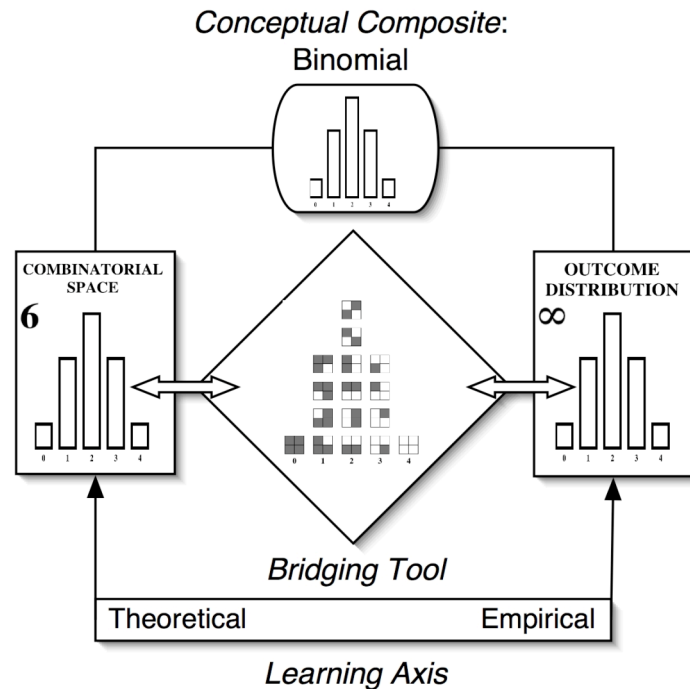 Conceptual Composite:
Binomial
0 1 2 3 4
COMBINATORIAL
SPACE
6
0 1 2 3 4
OUTCOME
DISTRIBUTION
∞
0 1 2 3 4
0 1 2 3 4
Bridging Tool
Theoretical
Empirical
Learning Axis